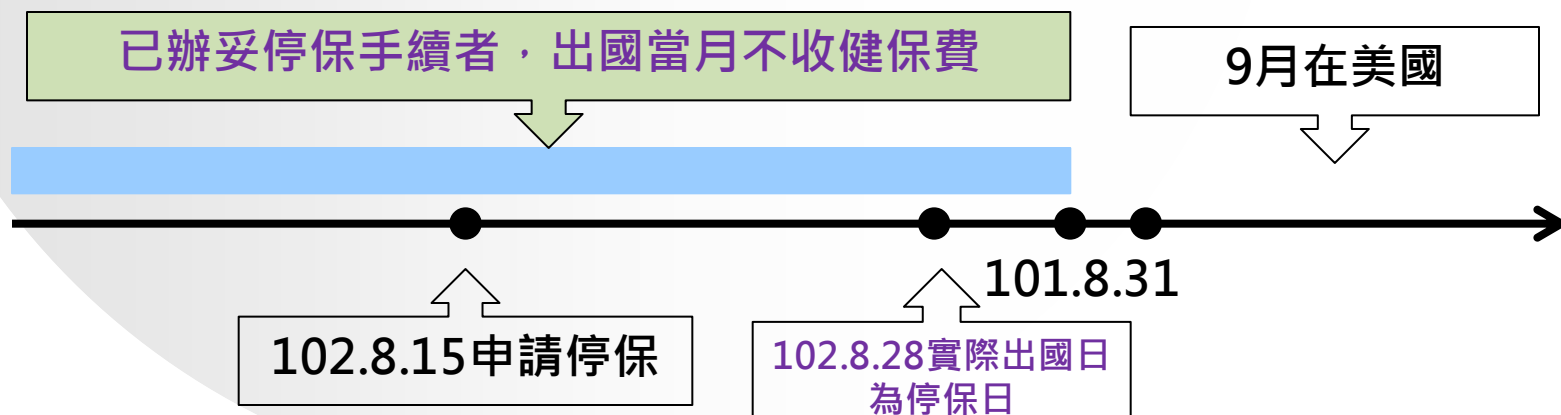 已辦妥停保手續者，出國當月不收健保費
9月在美國
101.8.31
102.8.15申請停保
102.8.28實際出國日
為停保日